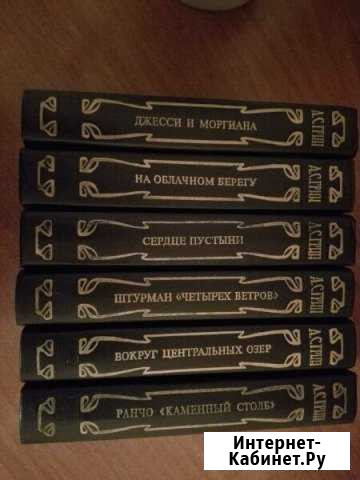 ДЖЕССИ И МОРГИАНА
А.С.ГРИН
НА ОБЛАЧНОМ БЕРЕГУ
А.С.ГРИН
СЕРДЦЕ ПУСТЫНИ
А.С.ГРИН
ШТУРМАН «ЧЕТЫРЕХ ВЕТРОВ»
А.С.ГРИН
ВОКРУГ ЦЕНТРАЛЬНЫХ ОЗЕР
А.С.ГРИН
РАНЧО «КАМЕННЫЙ СТОЛБ»
А.С.ГРИН
Интернет-
Кабинет.Ру